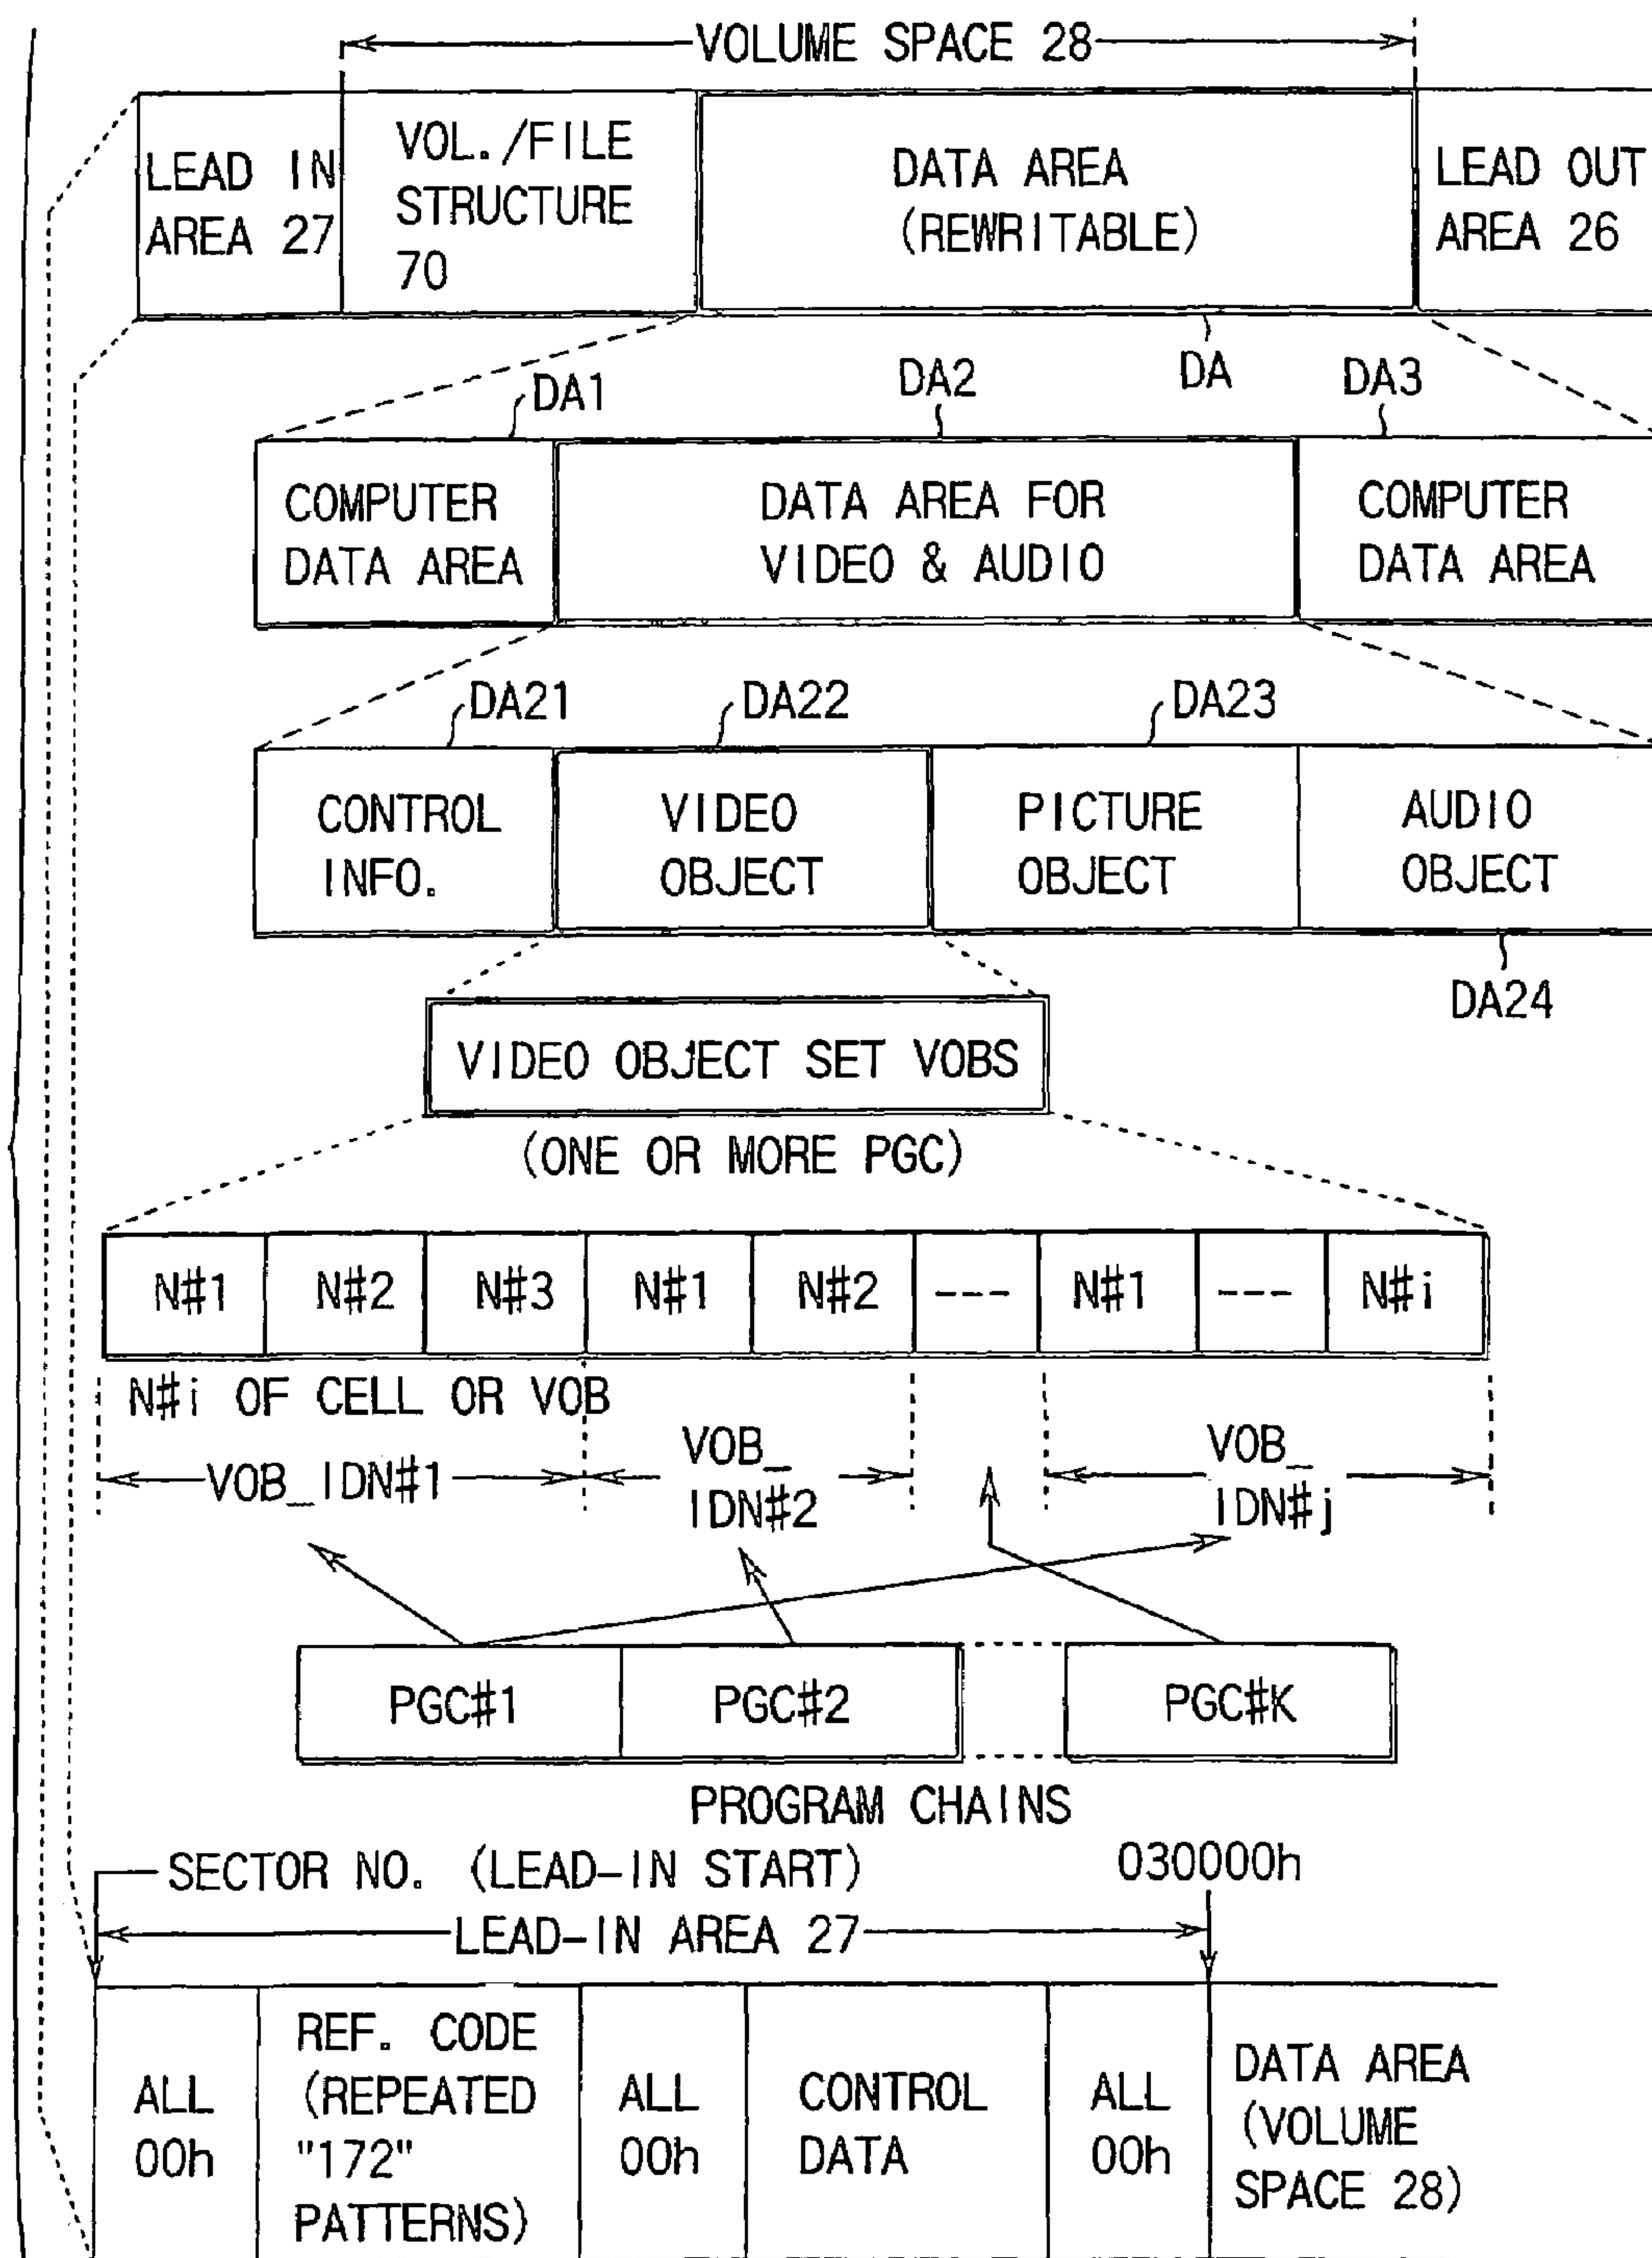 VOLUME SPACE 28
LEAD IN
AREA 27
VOL./FILE
STRUCTURE
70
DATA AREA
(REWRITABLE)
LEAD OUT
AREA 26
DA
DA1
DA2
DA3
COMPUTER
DATA AREA
DATA AREA FOR
VIDEO & AUDIO
COMPUTER
DATA AREA
DA21
DA22
DA23
CONTROL
INFO.
VIDEO
OBJECT
PICTURE
OBJECT
AUDIO
OBJECT
DA24
VIDEO OBJECT SET VOBS
(ONE OR MORE PGC)
N#1 N#2 N#3 N#1 N#2 --- N#1 --- N#i
N#i OF CELL OR VOB
VOB_IDN#1
VOB_
IDN#2
VOB_
IDN#j
PGC#1 PGC#2 PGC#K
PROGRAM CHAINS
SECTOR NO. (LEAD-IN START)
030000h
LEAD-IN AREA 27
ALL
00h
REF. CODE
(REPEATED
"172"
PATTERNS)
ALL
00h
CONTROL
DATA
ALL
00h
DATA AREA
(VOLUME
SPACE 28)